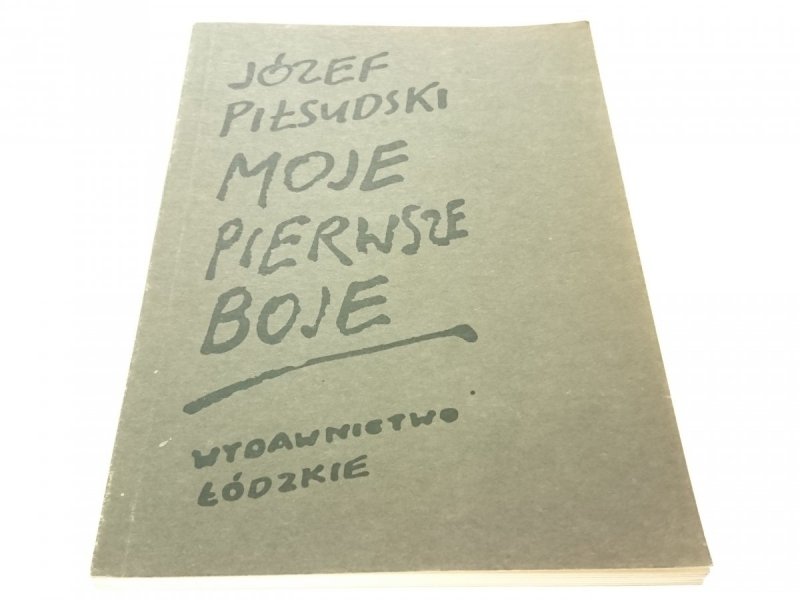 JÓZEF
PIŁSUDSKI
MOJE
PIERWSZE
BOJE
WYDAWNICTWO
ŁÓDZKIE